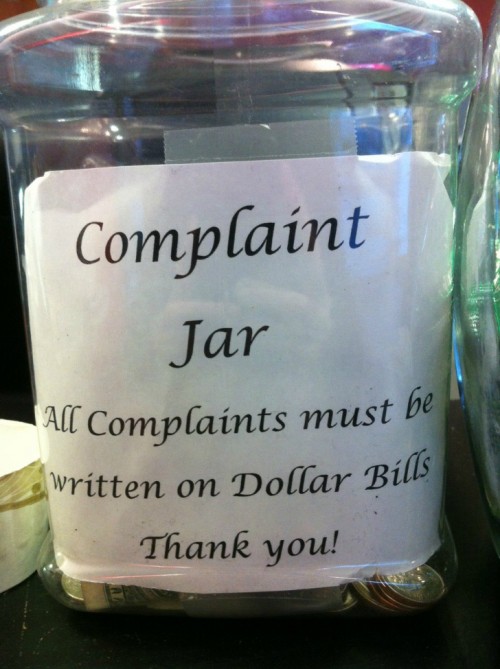 Complaint
Jar
All Complaints must be
written on Dollar Bills
Thank you!